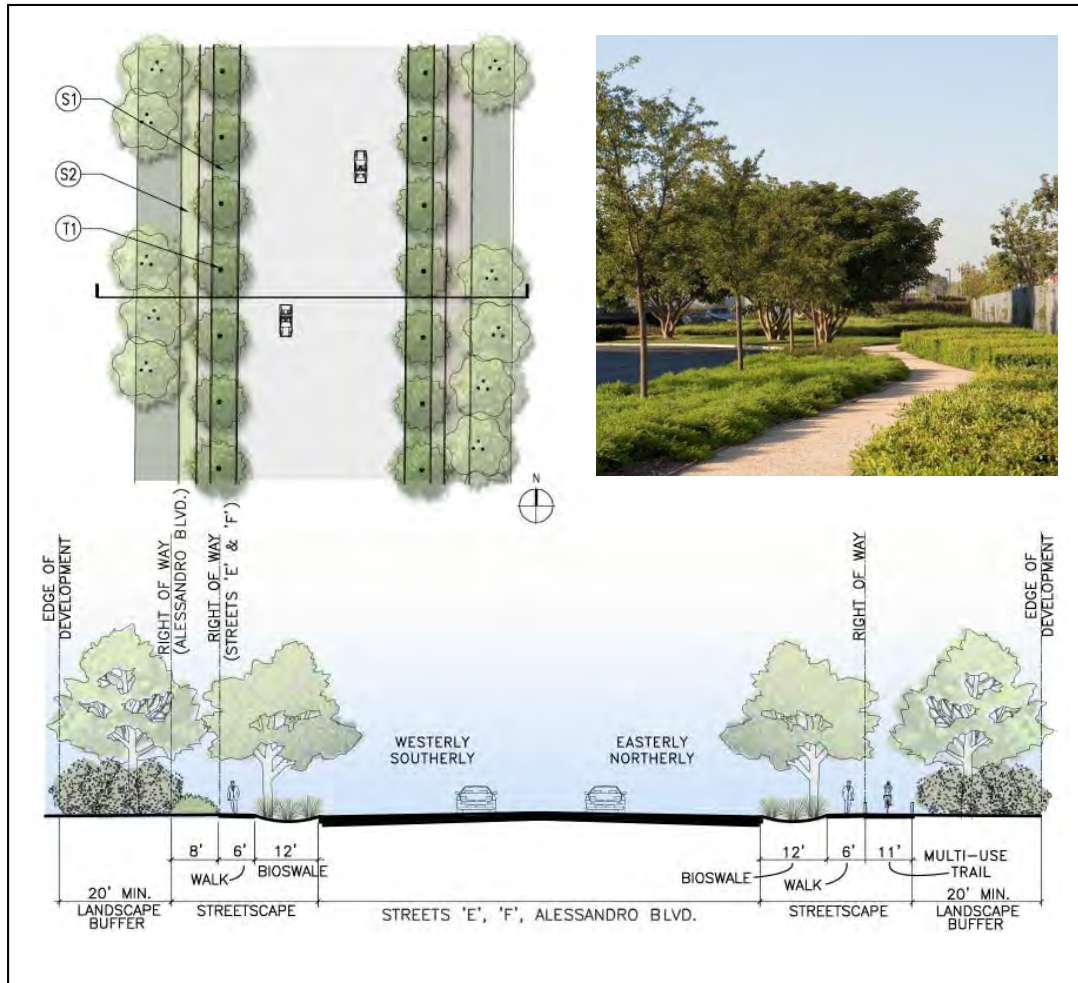 S1
S2
T1
N
EDGE OF
DEVELOPMENT
RIGHT OF WAY
(ALESSANDRO BLVD.)
RIGHT OF WAY
(STREETS 'E' & 'F')
RIGHT OF WAY
EDGE OF
DEVELOPMENT
WESTERLY
SOUTHERLY
EASTERLY
NORTHERLY
8'
6'
12'
WALK
BIOSWALE
12'
6'
11'
BIOSWALE
WALK
MULTI-USE
TRAIL
20' MIN.
LANDSCAPE
BUFFER
STREETSCAPE
STREETS 'E', 'F', ALESSANDRO BLVD.
STREETSCAPE
20' MIN.
LANDSCAPE
BUFFER